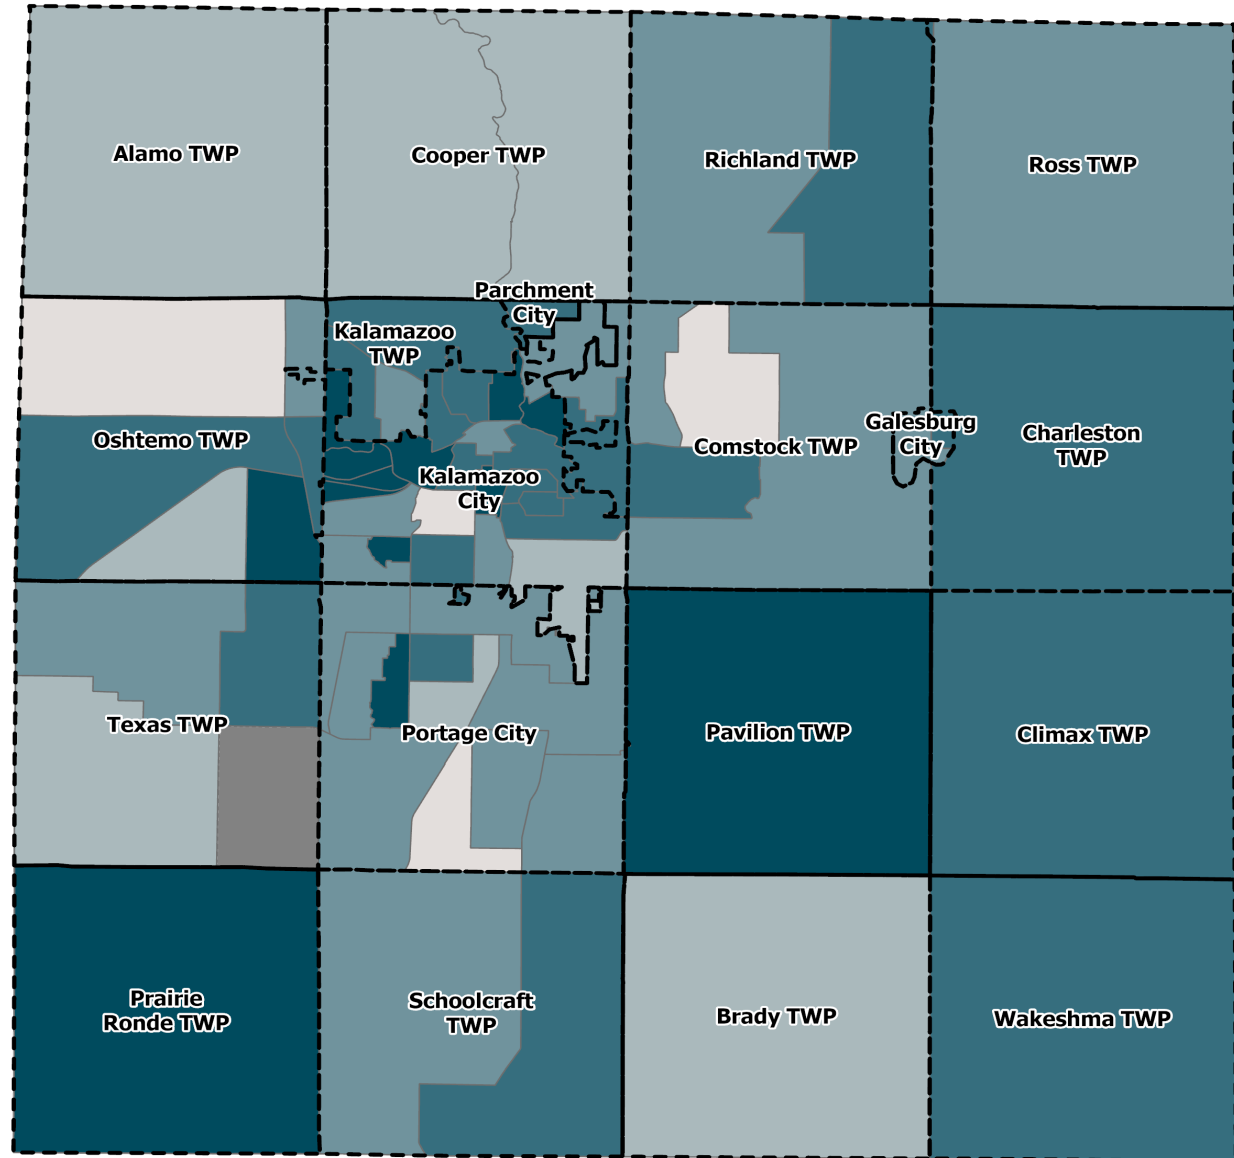 Alamo TWP
Cooper TWP
Richland TWP
Ross TWP
Parchment
City
Kalamazoo
TWP
Oshtemo TWP
Kalamazoo
City
Comstock TWP
Galesburg
City
Charleston
TWP
Texas TWP
Portage City
Pavilion TWP
Climax TWP
Prairie
Ronde TWP
Schoolcraft
TWP
Brady TWP
Wakeshma TWP